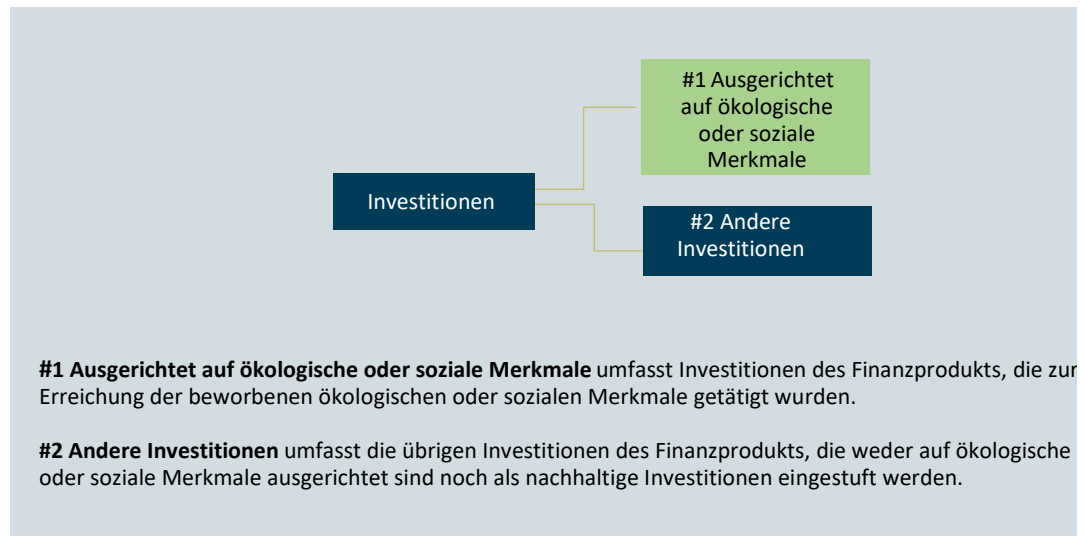 #1 Ausgerichtet
auf ökologische
oder soziale
Merkmale
Investitionen
#2 Andere
Investitionen
#1 Ausgerichtet auf ökologische oder soziale Merkmale umfasst Investitionen des Finanzprodukts, die zur
Erreichung der beworbenen ökologischen oder sozialen Merkmale getätigt wurden.
#2 Andere Investitionen umfasst die übrigen Investitionen des Finanzprodukts, die weder auf ökologische
oder soziale Merkmale ausgerichtet sind noch als nachhaltige Investitionen eingestuft werden.